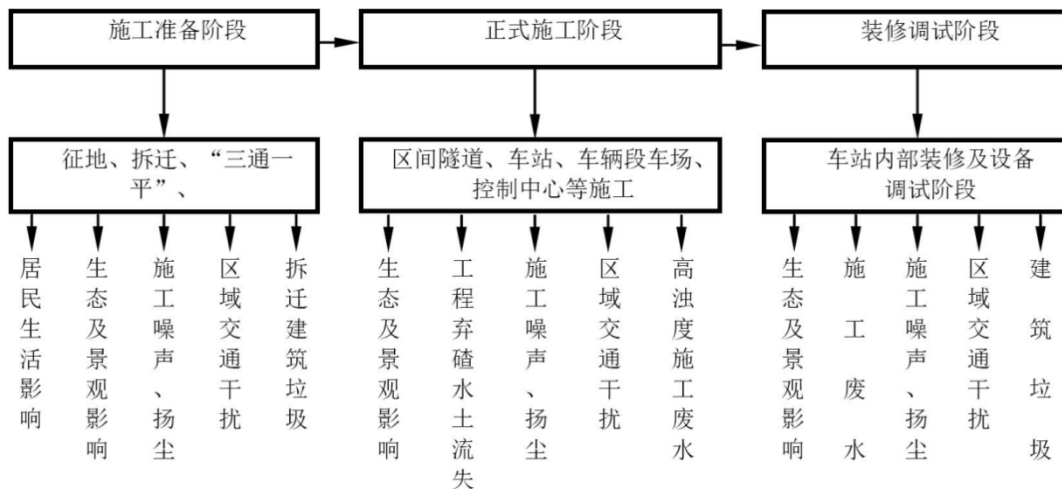 施工准备阶段
正式施工阶段
装修调试阶段
征地、拆迁、“三通一
平”、
区间隧道、车站、车辆段车场、
控制中心等施工
车站内部装修及设备
调试阶段
居民生活影响
生态及景观影响
施工噪声、扬尘
区域交通干扰
拆迁建筑垃圾
生态及景观影响
工程弃碴水土流失
施工噪声、扬尘
区域交通干扰
高浊度施工废水
生态及景观影响
施工废水
施工噪声、扬尘
区域交通干扰
建筑垃圾